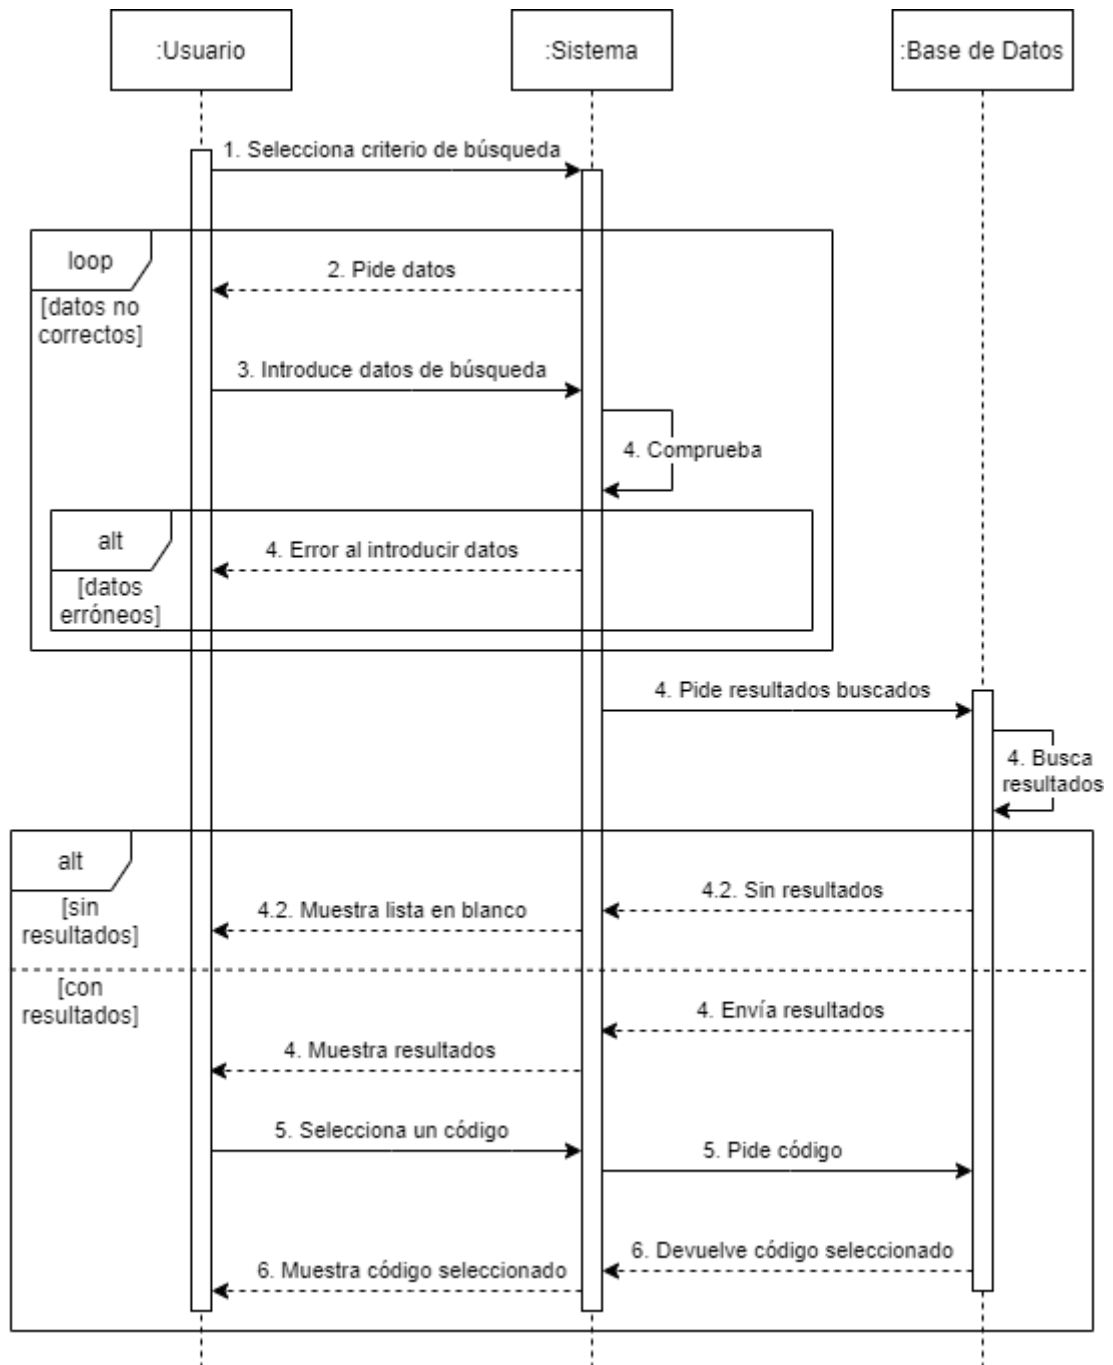 :Usuario
:Sistema
:Base de Datos
1. Selecciona criterio de búsqueda
loop
2. Pide datos
[datos no
correctos]
3. Introduce datos de búsqueda
4. Comprueba
alt
4. Error al introducir datos
[datos
erróneos]
4. Pide resultados buscados
4. Busca
resultados
alt
4.2. Sin resultados
[sin
resultados]
4.2. Muestra lista en blanco
[con
resultados]
4. Envía resultados
4. Muestra resultados
5. Selecciona un código
5. Pide código
6. Devuelve código seleccionado
6. Muestra código seleccionado